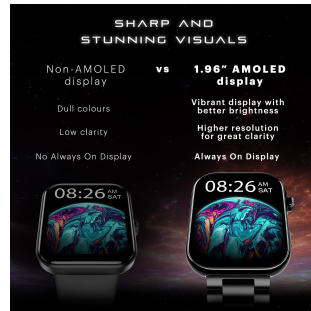 SHARP AND
STUNNING VISUALS
Non-AMOLED
display
vs
1.96” AMOLED
display
Dull colours
Vibrant display with
better brightness
Low clarity
Higher resolution
for great clarity
No Always On Display
Always On Display
08:26 AM
SAT
08:26 AM
SAT